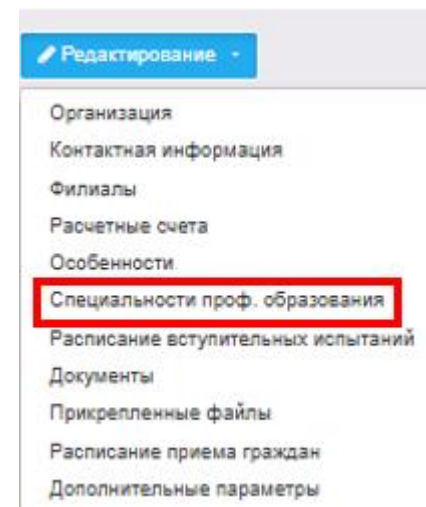 Редактирование
Организация
Контактная информация
Филиалы
Расчетные счета
Особенности
Специальности проф. образования
Расписание вступительных испытаний
Документы
Прикрепленные файлы
Расписание приема граждан
Дополнительные параметры